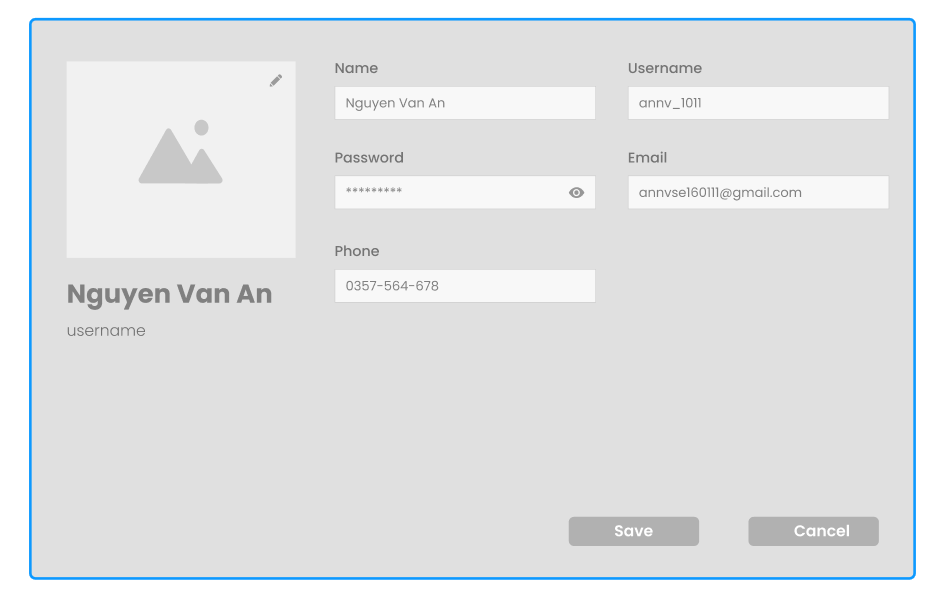 Name
Username
Nguyen Van An
annv_1011
Password
Email
*********
annvse160111@gmail.com
Phone
0357-564-678
Nguyen Van An
username
Save
Cancel